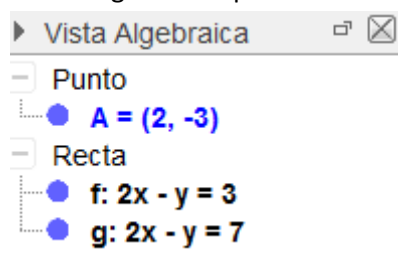 Vista Algebraica
Punto
A = (2, -3)
Recta
f: 2x - y = 3
g: 2x - y = 7